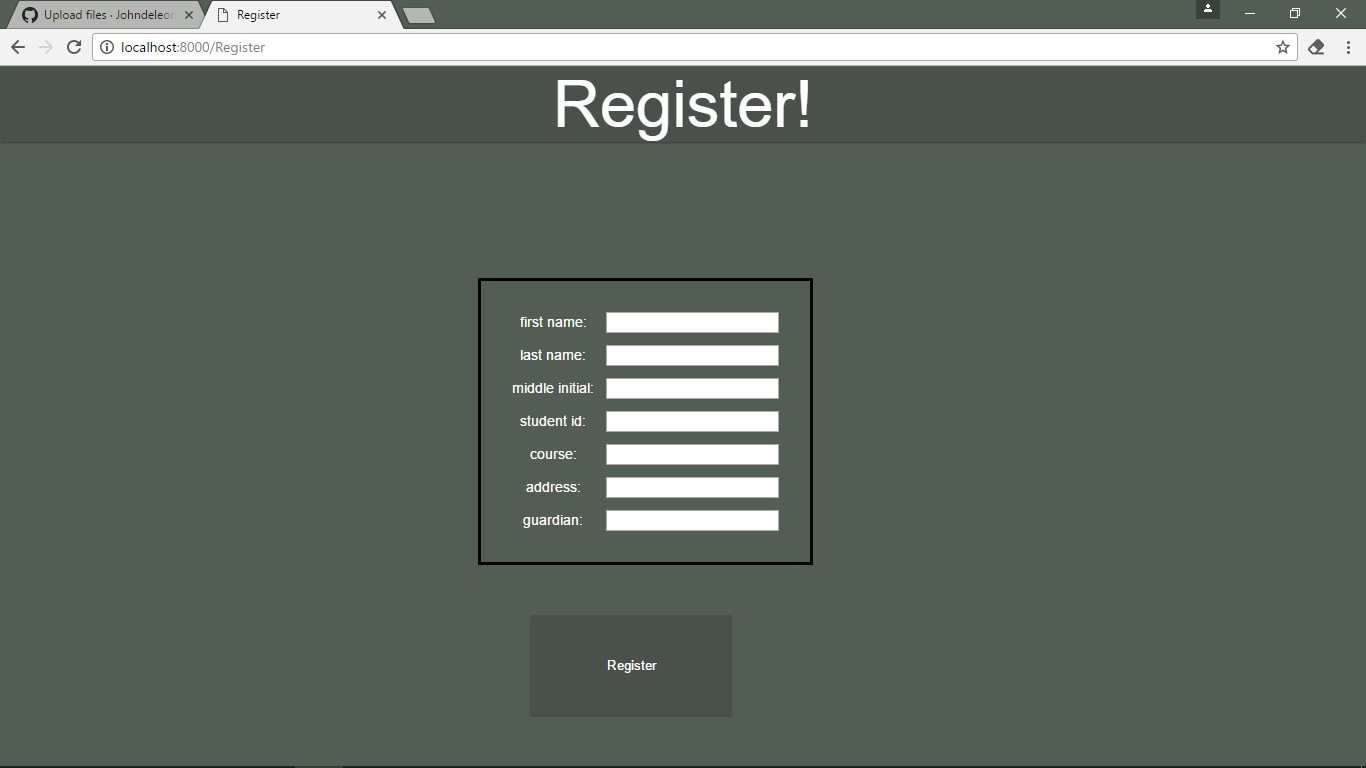 Upload files · Johndeleon
Register
localhost:8000/Register
Register!
first name:
last name:
middle initial:
student id:
course:
address:
guardian:
Register